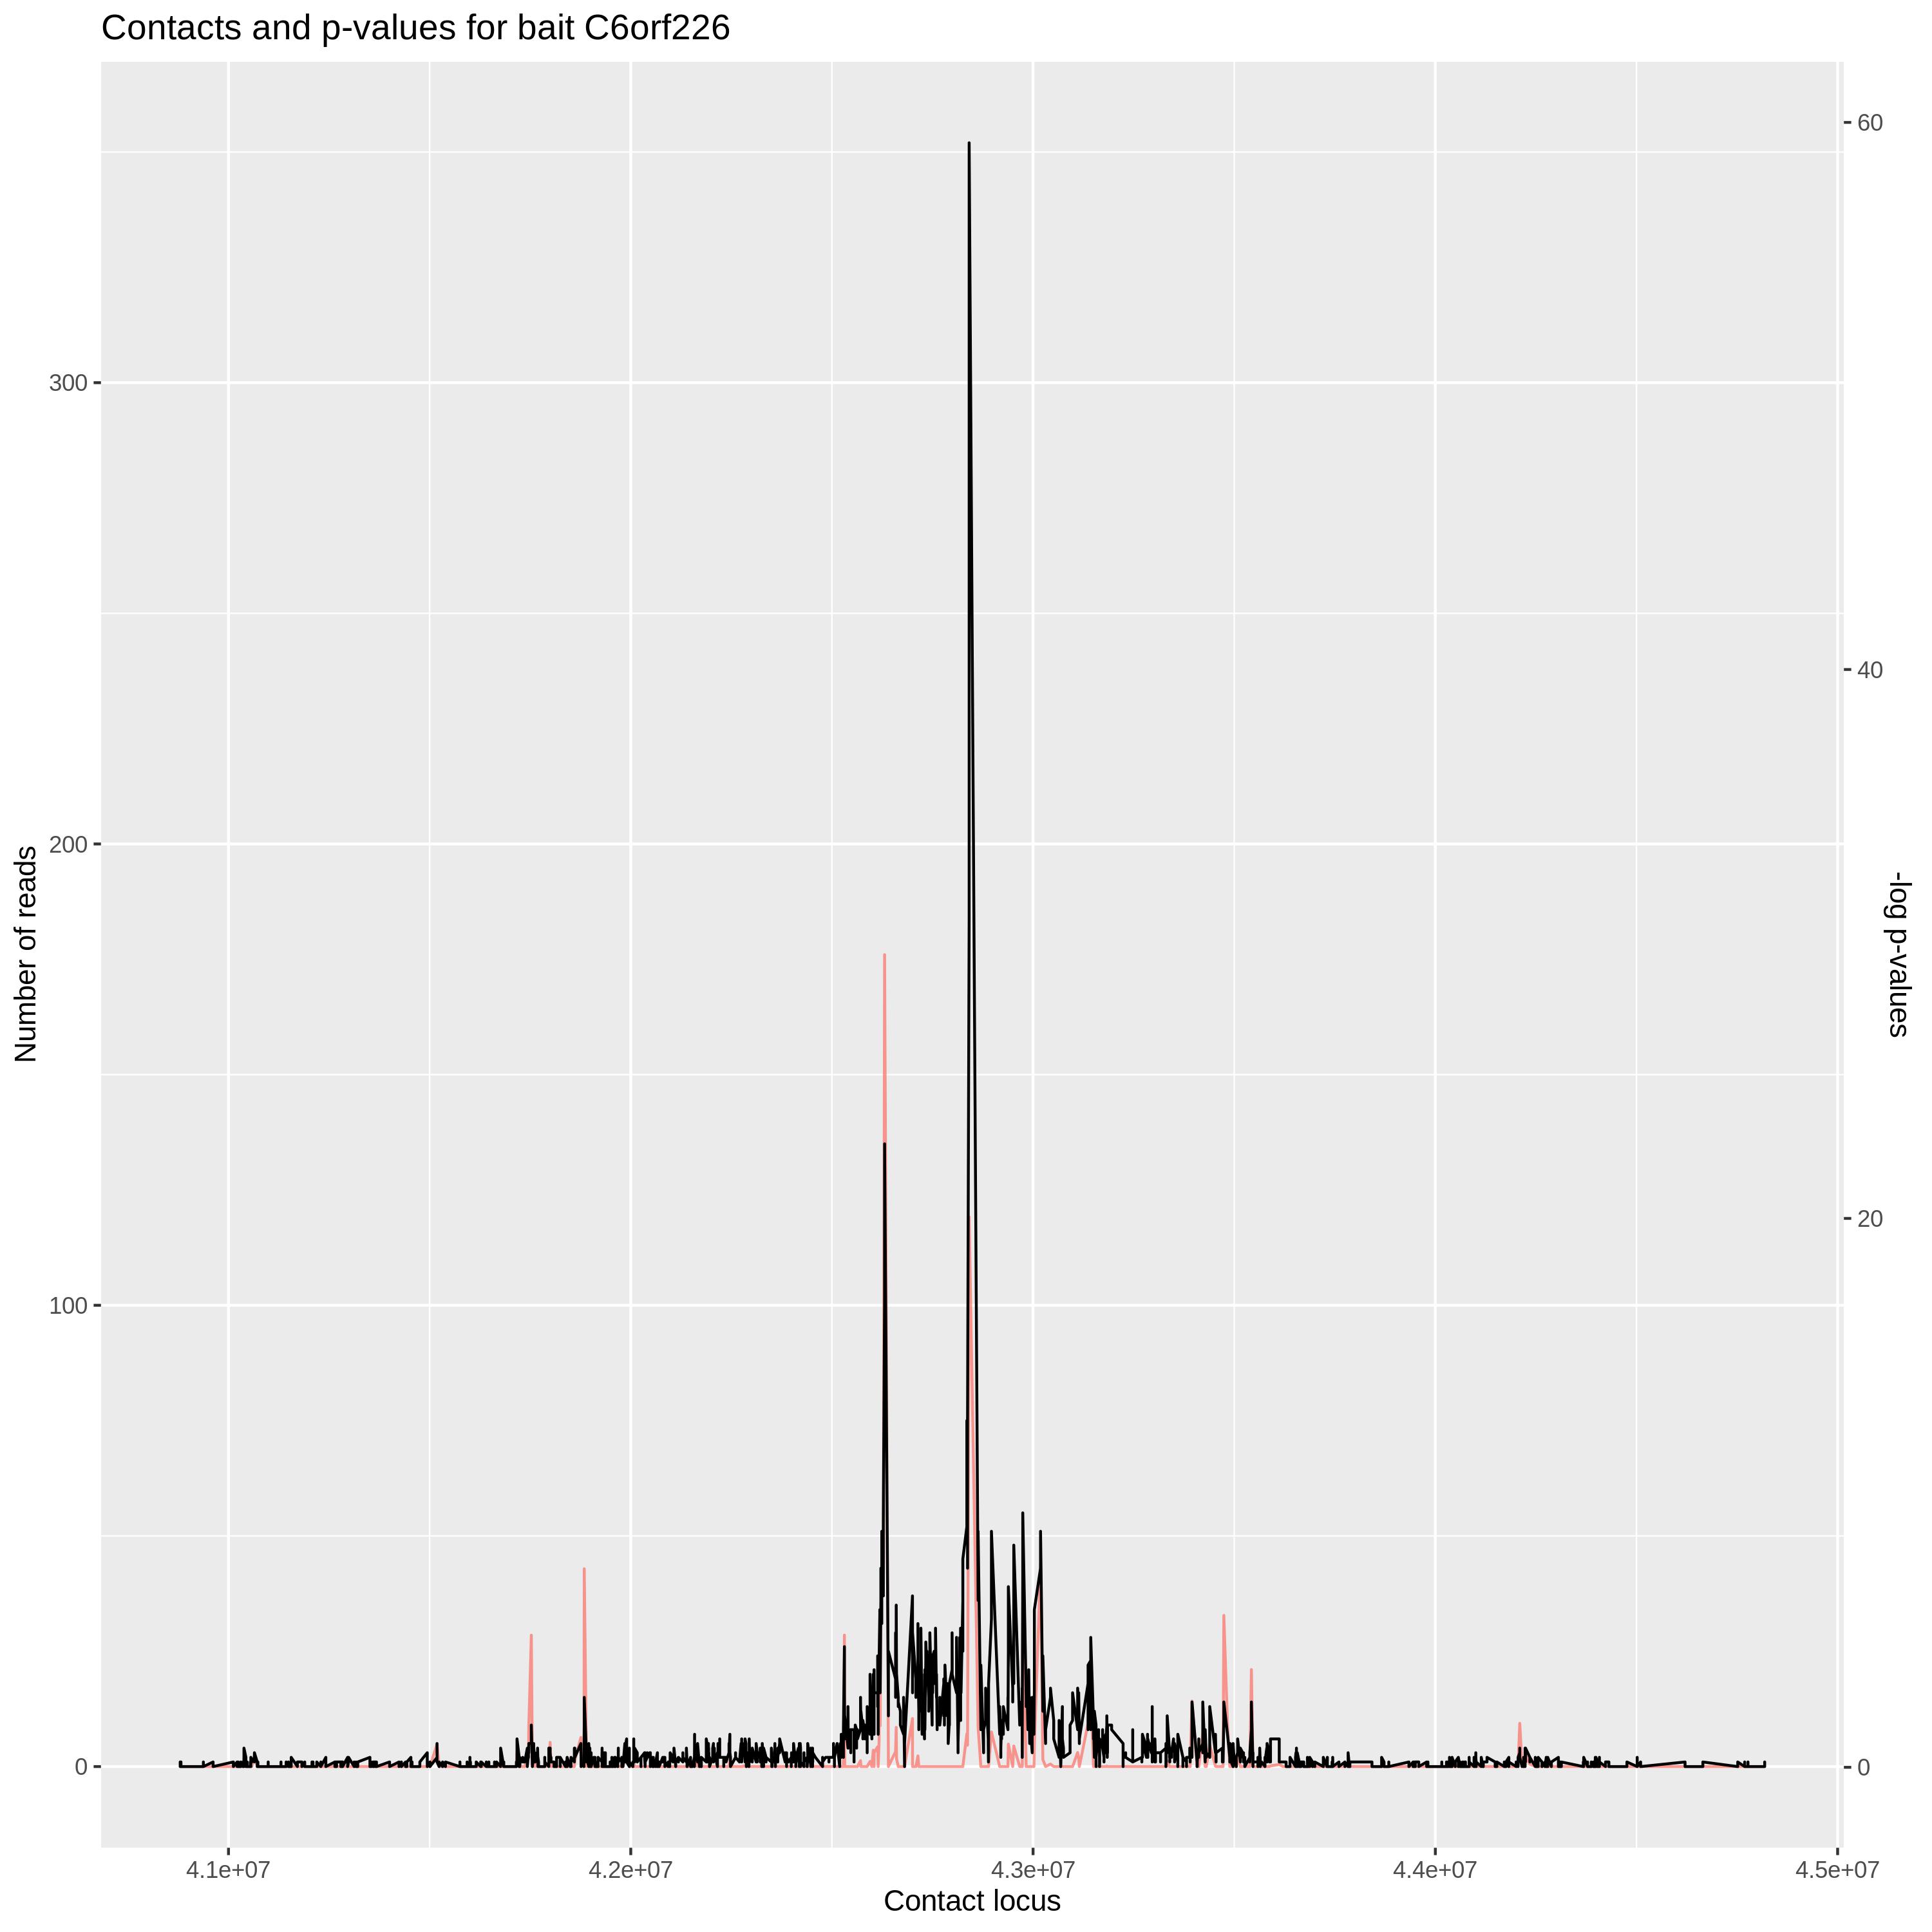 Contacts and p-values for bait C6orf226
60
300
40
200
Number of reads
-log p-values
20
100
0
0
4.1e+07
4.2e+07
4.3e+07
4.4e+07
4.5e+07
Contact locus